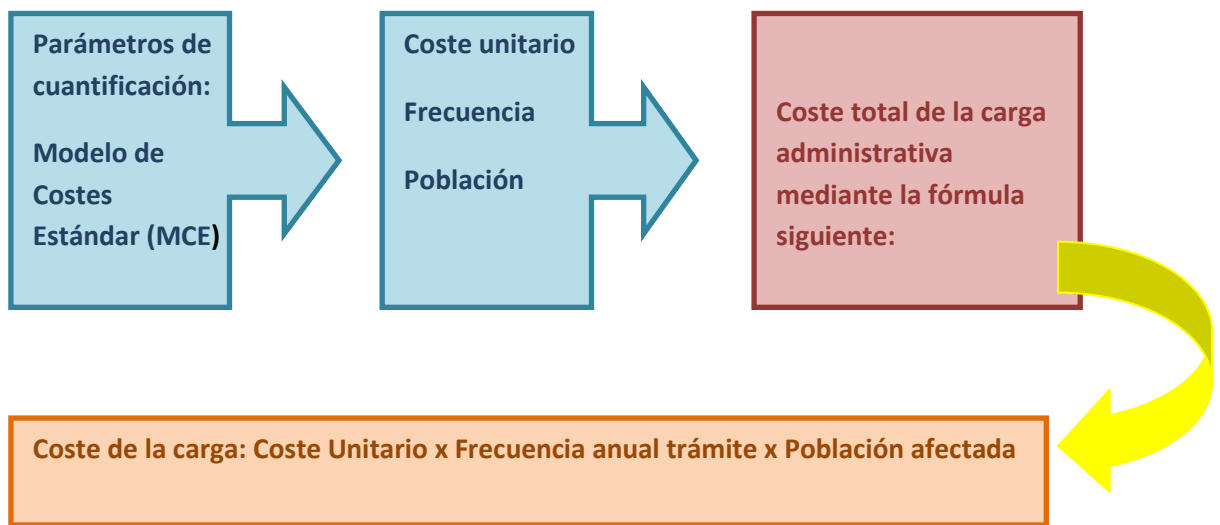 Parámetros de
cuantificación:
Modelo de
Costes
Estándar (MCE)
Coste unitario
Frecuencia
Población
Coste total de la carga
administrativa
mediante la fórmula
siguiente:
Coste de la carga: Coste Unitario x Frecuencia anual trámite x Población afectada